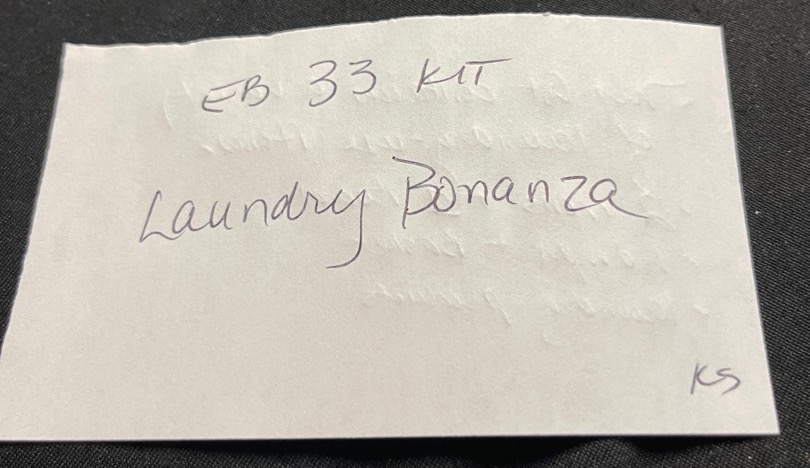 EB 33 KIT
Laundry Bonanza
KS